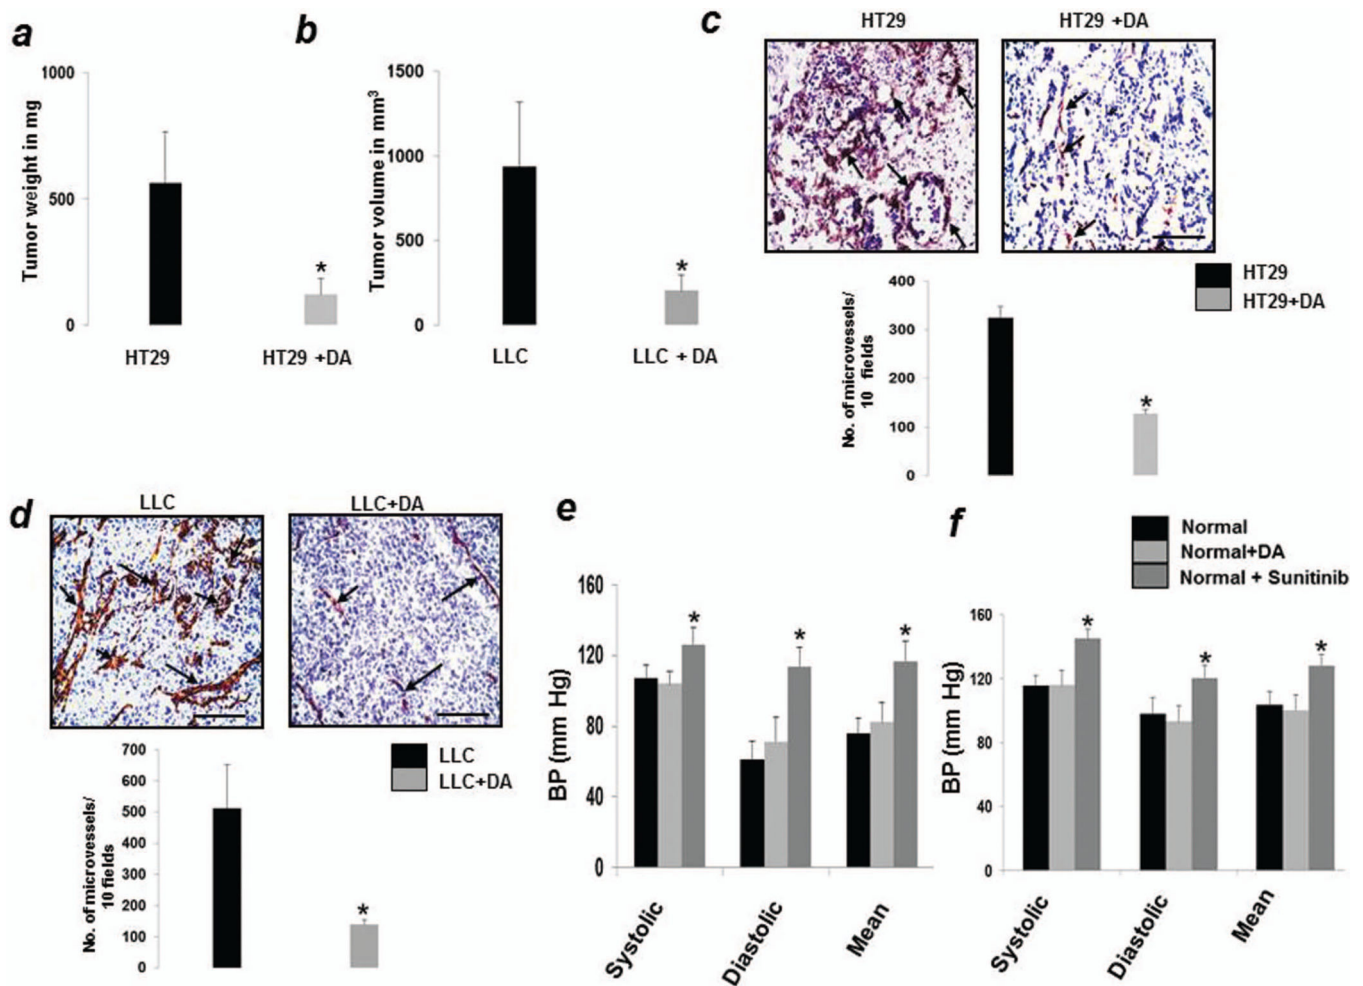 a
Tumor weight in mg
1000
500
0
HT29
HT29 +DA
*
b
Tumor volume in mm³
1500
1000
500
0
LLC
LLC + DA
*
c
HT29
HT29 +DA
HT29
HT29+DA
No. of microvessels/
10 fields
400
300
200
100
0
*
d
LLC
LLC+DA
LLC
LLC+DA
No. of microvessels/
10 fields
700
600
500
400
300
200
100
0
*
e
BP (mm Hg)
160
120
80
40
0
* * *
Systolic
Diastolic
Mean
f
Normal
Normal+DA
Normal + Sunitinib
BP (mm Hg)
160
120
80
40
0
* * *
Systolic
Diastolic
Mean